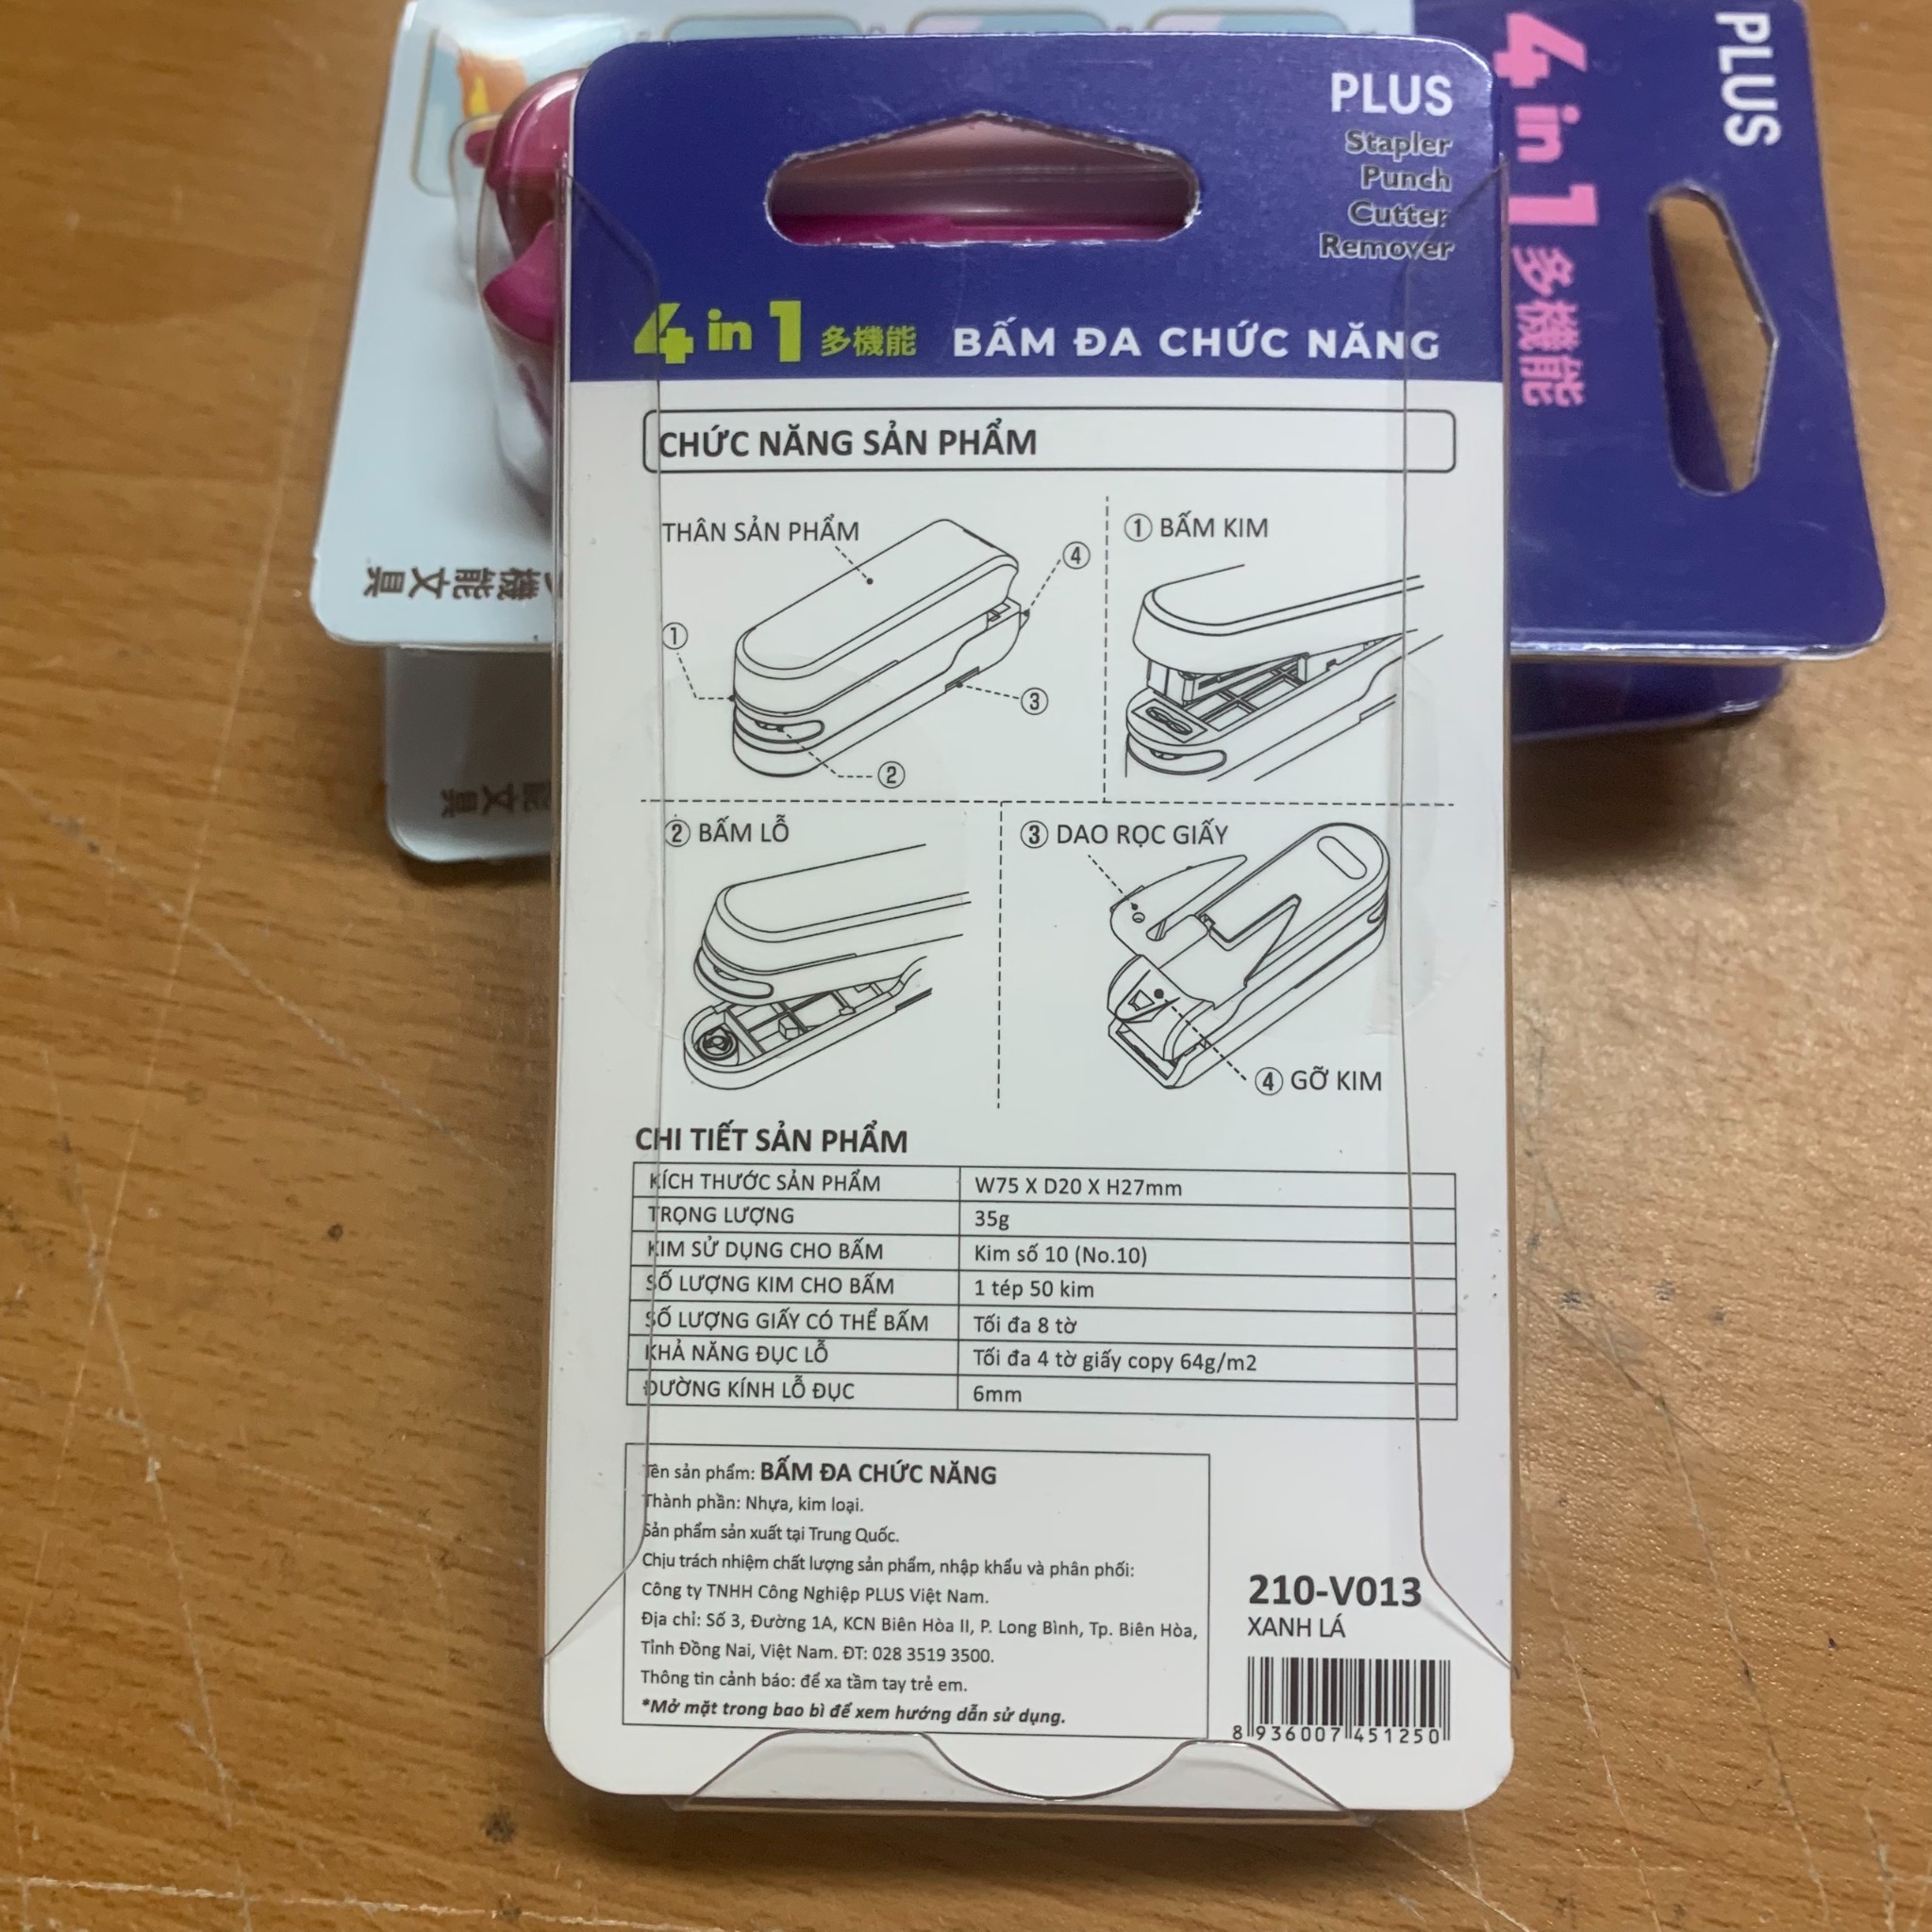 PLUS
Stapler
Punch
Cutter
Remover
4 in 1 多機能 BẤM ĐA CHỨC NĂNG
CHỨC NĂNG SẢN PHẨM
THÂN SẢN PHẨM
④
①
③
②
① BẤM KIM
② BẤM LỖ
③ DAO RỌC GIẤY
④ GỠ KIM
CHI TIẾT SẢN PHẨM
KÍCH THƯỚC SẢN PHẨM W75 X D20 X H27mm
TRỌNG LƯỢNG 35g
KIM SỬ DỤNG CHO BẤM Kim số 10 (No.10)
SỐ LƯỢNG KIM CHO BẤM 1 tép 50 kim
SỐ LƯỢNG GIẤY CÓ THỂ BẤM Tối đa 8 tờ
KHẢ NĂNG ĐỤC LỖ Tối đa 4 tờ giấy copy 64g/m2
ĐƯỜNG KÍNH LỖ ĐỤC 6mm
Tên sản phẩm: BẤM ĐA CHỨC NĂNG
Thành phần: Nhựa, kim loại.
Sản phẩm sản xuất tại Trung Quốc.
Chịu trách nhiệm chất lượng sản phẩm, nhập khẩu và phân phối:
Công ty TNHH Công Nghiệp PLUS Việt Nam.
Địa chỉ: Số 3, Đường 1A, KCN Biên Hòa II, P. Long Bình, Tp. Biên Hòa,
Tỉnh Đồng Nai, Việt Nam. ĐT: 028 3519 3500.
Thông tin cảnh báo: để xa tầm tay trẻ em.
*Mở mặt trong bao bì để xem hướng dẫn sử dụng.
210-V013
XANH LÁ
8 936007 451250
PLUS
4 in 1 多機能
機能文具
能文具